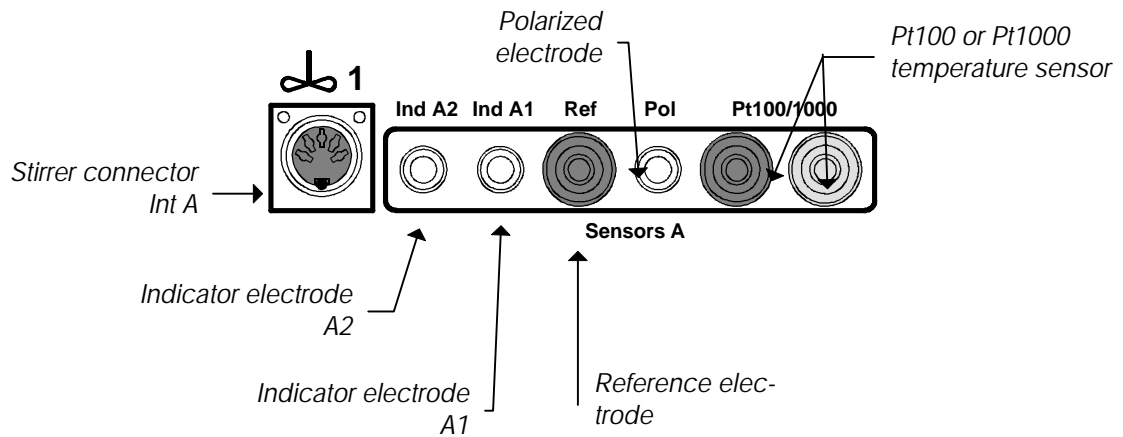 Polarized
electrode
Pt100 or Pt1000
temperature sensor
1
Ind A2 Ind A1 Ref Pol Pt100/1000
Stirrer connector
Int A
Sensors A
Indicator electrode
A2
Indicator electrode
A1
Reference elec-
trode